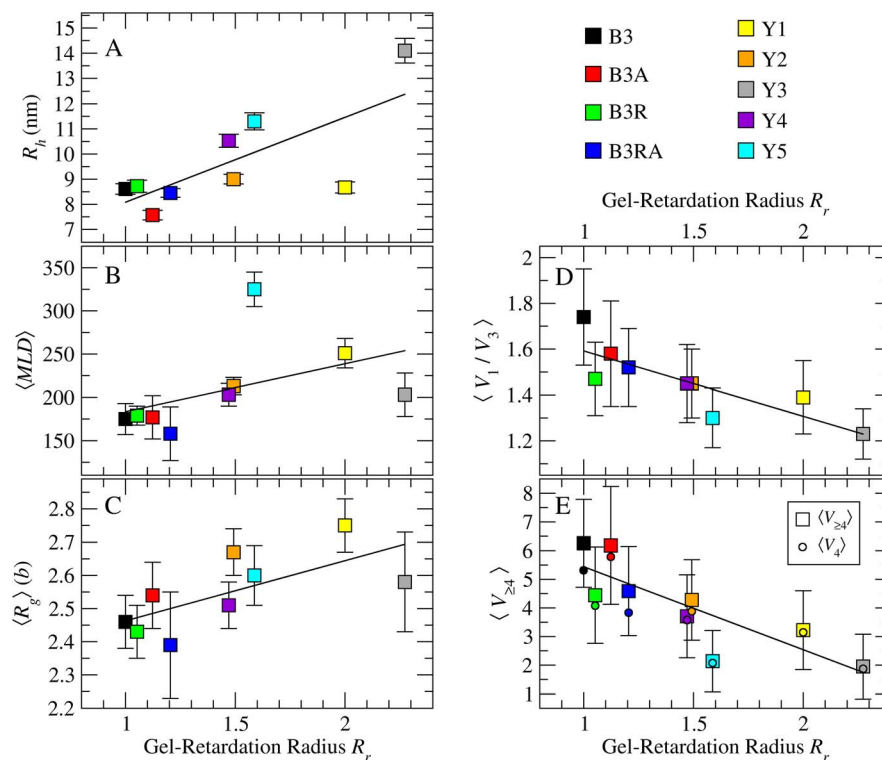 A
R_h (nm)
15
14
13
12
11
10
9
8
7
B3
B3A
B3R
B3RA
Y1
Y2
Y3
Y4
Y5
B
⟨MLD⟩
350
300
250
200
150
C
⟨R_g⟩ (b)
2.8
2.7
2.6
2.5
2.4
2.3
2.2
1 1.5 2
Gel-Retardation Radius R_r
Gel-Retardation Radius R_r
1 1.5 2
D
⟨V_1 / V_3⟩
2
1.8
1.6
1.4
1.2
E
⟨V_≥4⟩
⟨V_4⟩
⟨V_≥4⟩
8
7
6
5
4
3
2
1
1 1.5 2
Gel-Retardation Radius R_r